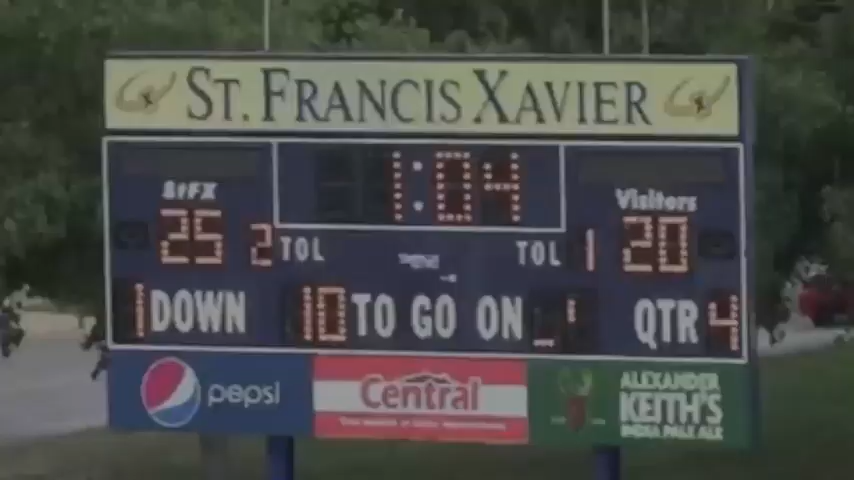 ST. FRANCIS XAVIER
1:04
StFX
Visitors
25 2 TOL TOL 1 20
1 DOWN 10 TO GO ON QTR 4
pepsi
Central
ALEXANDER
KEITH'S
INDIA PALE ALE